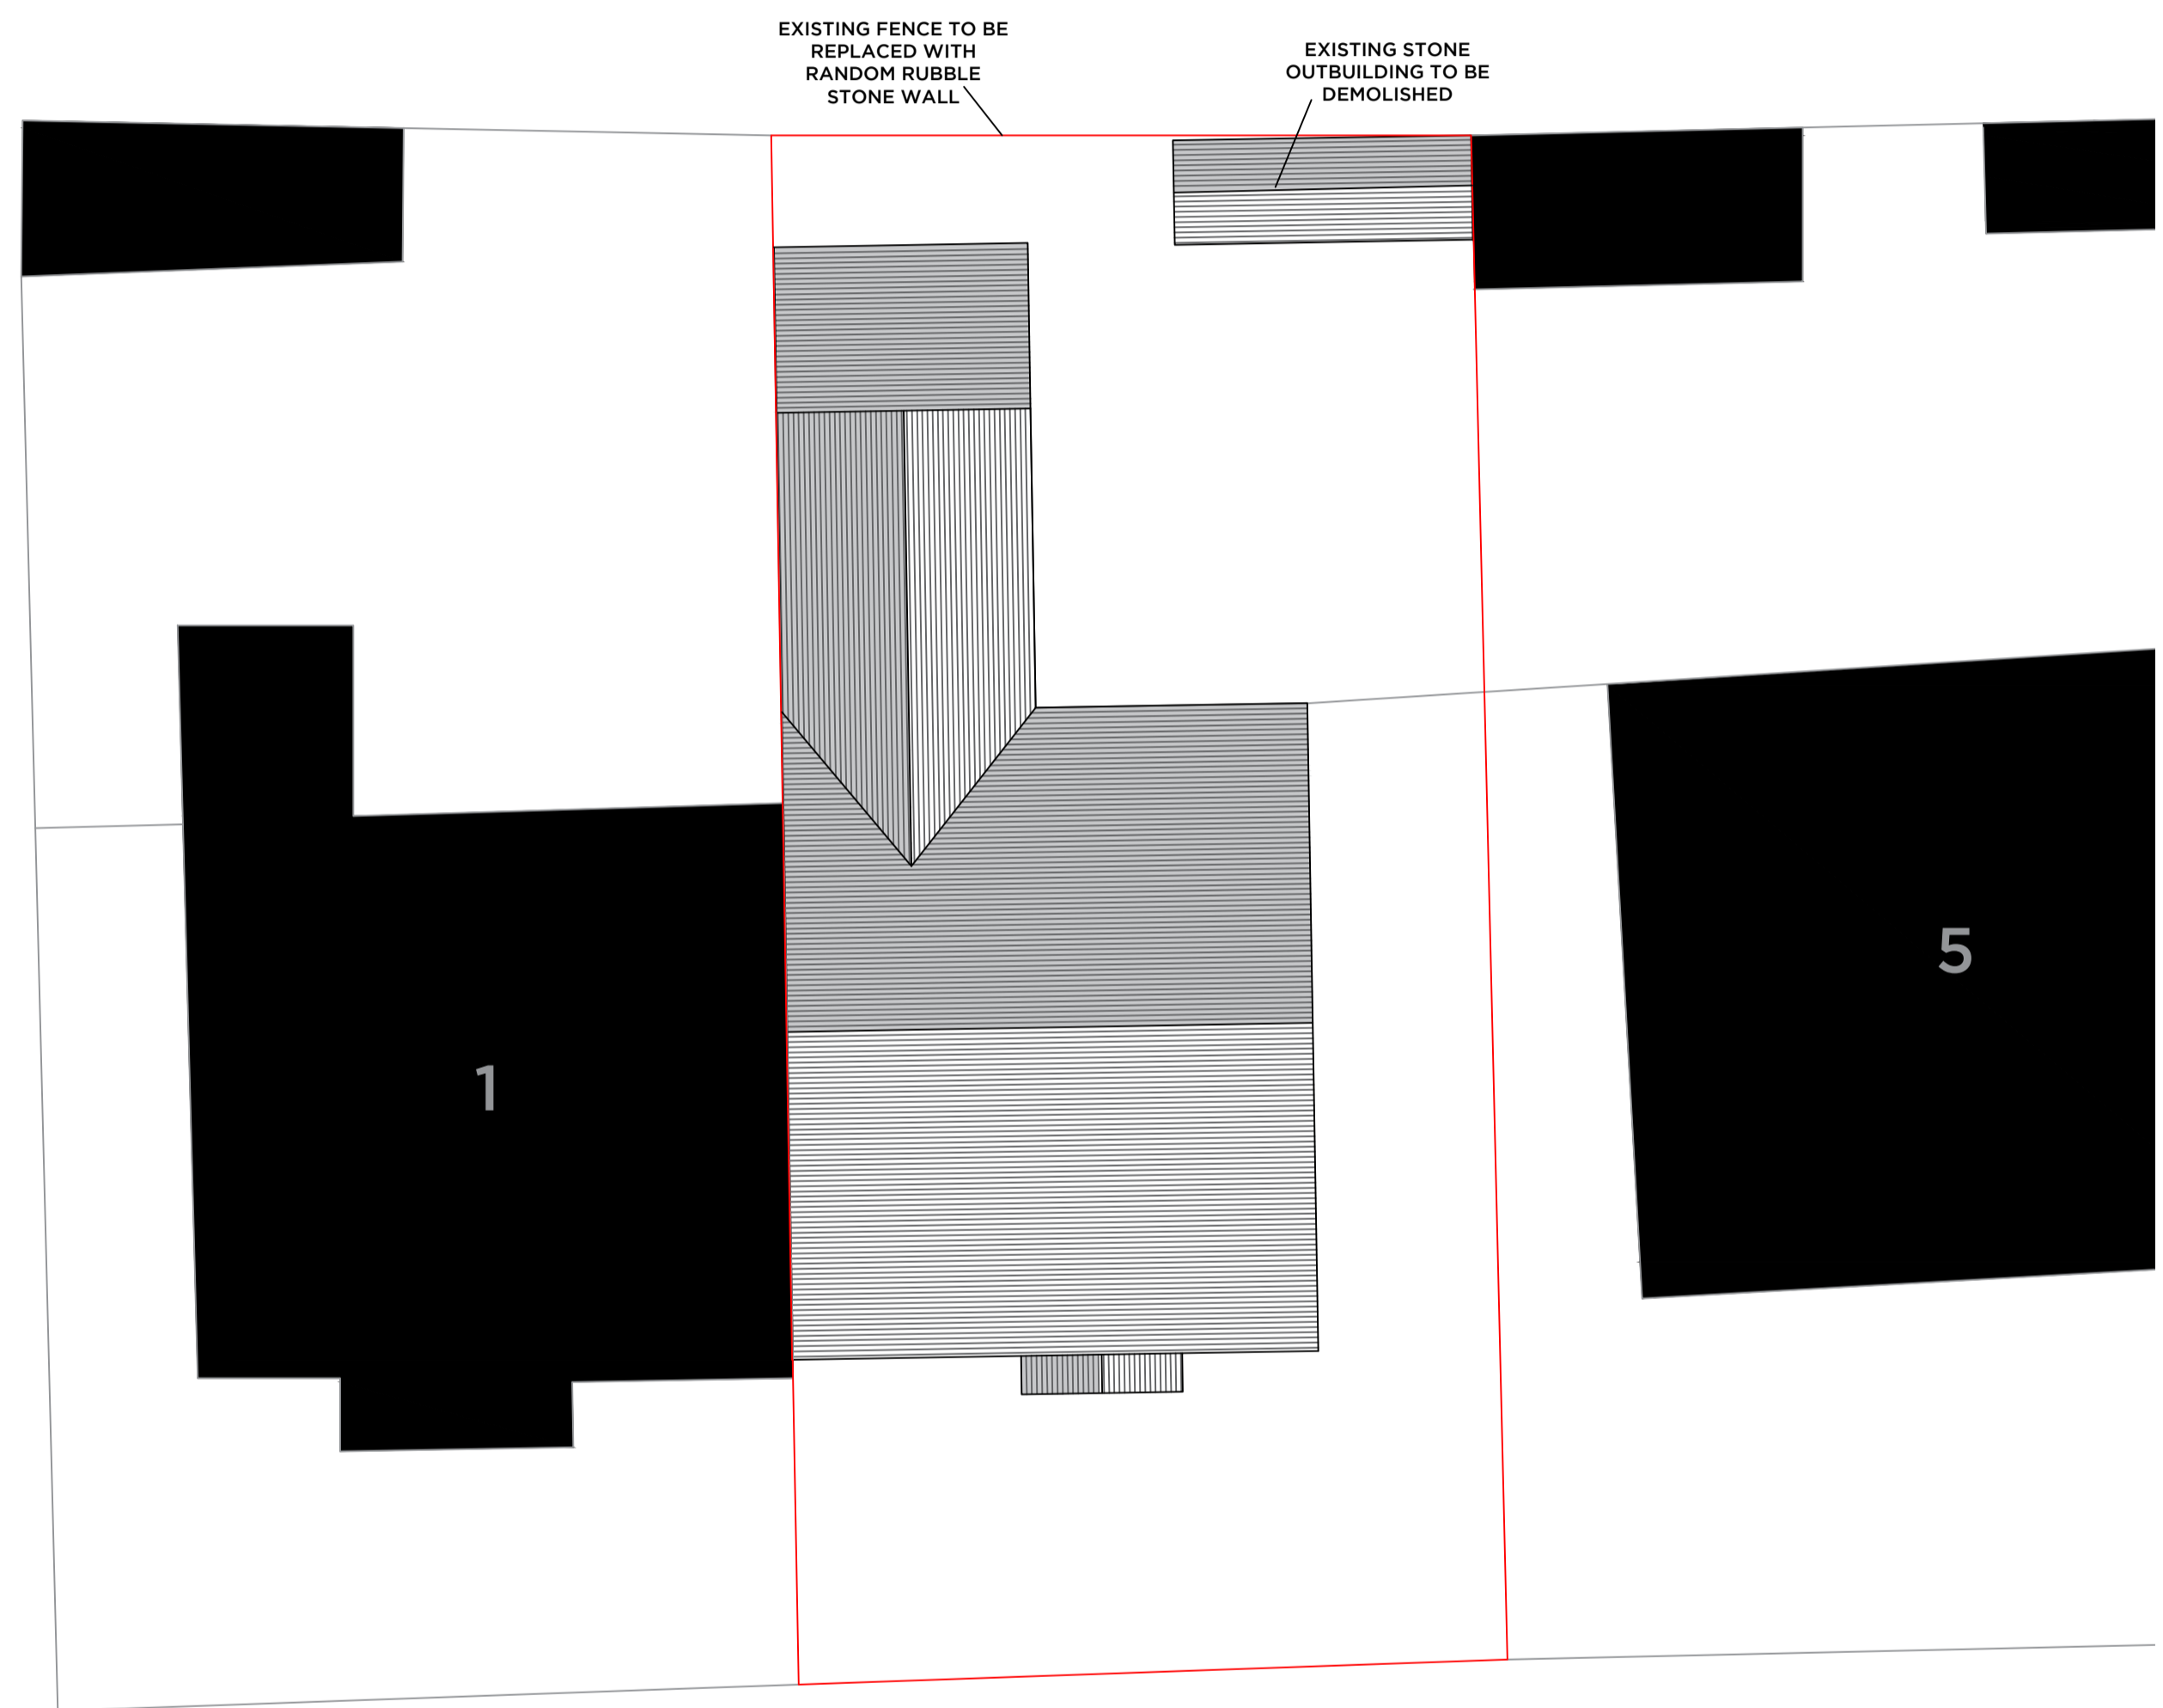 EXISTING FENCE TO BE
REPLACED WITH
RANDOM RUBBLE
STONE WALL
EXISTING STONE
OUTBUILDING TO BE
DEMOLISHED
5
1